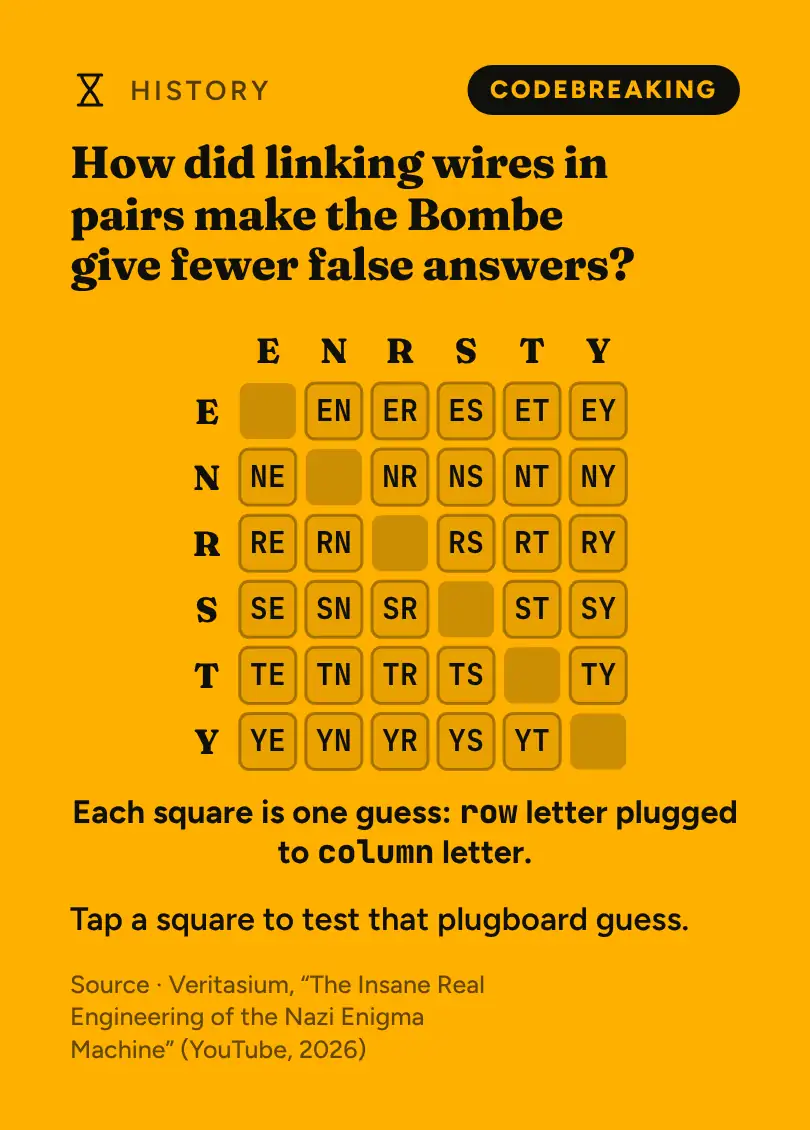 HISTORY
CODEBREAKING
How did linking wires in
pairs make the Bombe
give fewer false answers?
E N R S T Y
E EN ER ES ET EY
N NE NR NS NT NY
R RE RN RS RT RY
S SE SN SR ST SY
T TE TN TR TS TY
Y YE YN YR YS YT
Each square is one guess: row letter plugged
to column letter.
Tap a square to test that plugboard guess.
Source · Veritasium, “The Insane Real
Engineering of the Nazi Enigma
Machine” (YouTube, 2026)